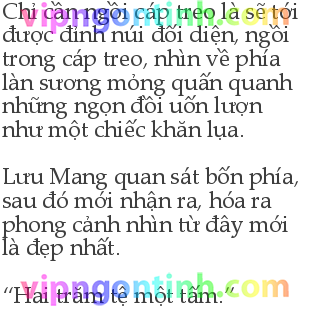 Chỉ cần ngồi cáp treo là sẽ tới
vipngontinh.com
được đỉnh núi đối diện, ngồi
trong cáp treo, nhìn về phía
làn sương mỏng quấn quanh
những ngọn đồi uốn lượn
như một chiếc khăn lụa.
Lưu Mang quan sát bốn phía,
sau đó mới nhận ra, hóa ra
phong cảnh nhìn từ đây mới
là đẹp nhất.
“Hai trăm tệ một tấm.”
vipngontinh.com